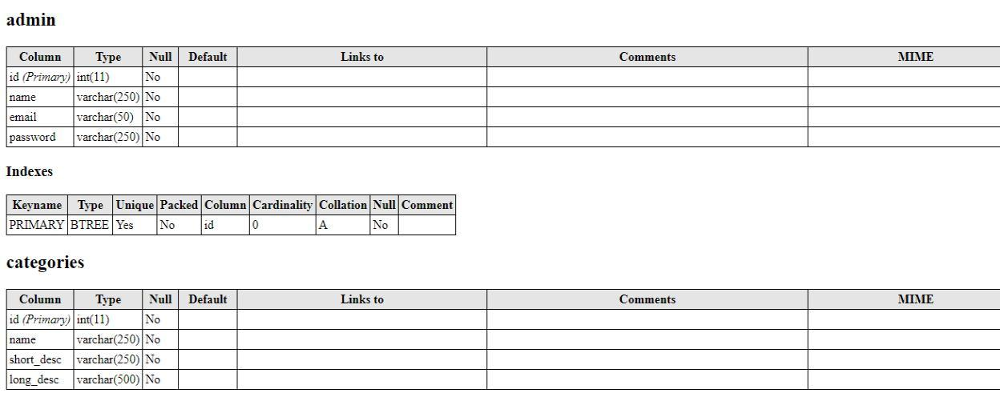 admin
Column Type Null Default Links to Comments MIME
id (Primary) int(11) No
name varchar(250) No
email varchar(50) No
password varchar(250) No
Indexes
Keyname Type Unique Packed Column Cardinality Collation Null Comment
PRIMARY BTREE Yes No id 0 A No
categories
Column Type Null Default Links to Comments MIME
id (Primary) int(11) No
name varchar(250) No
short_desc varchar(250) No
long_desc varchar(500) No